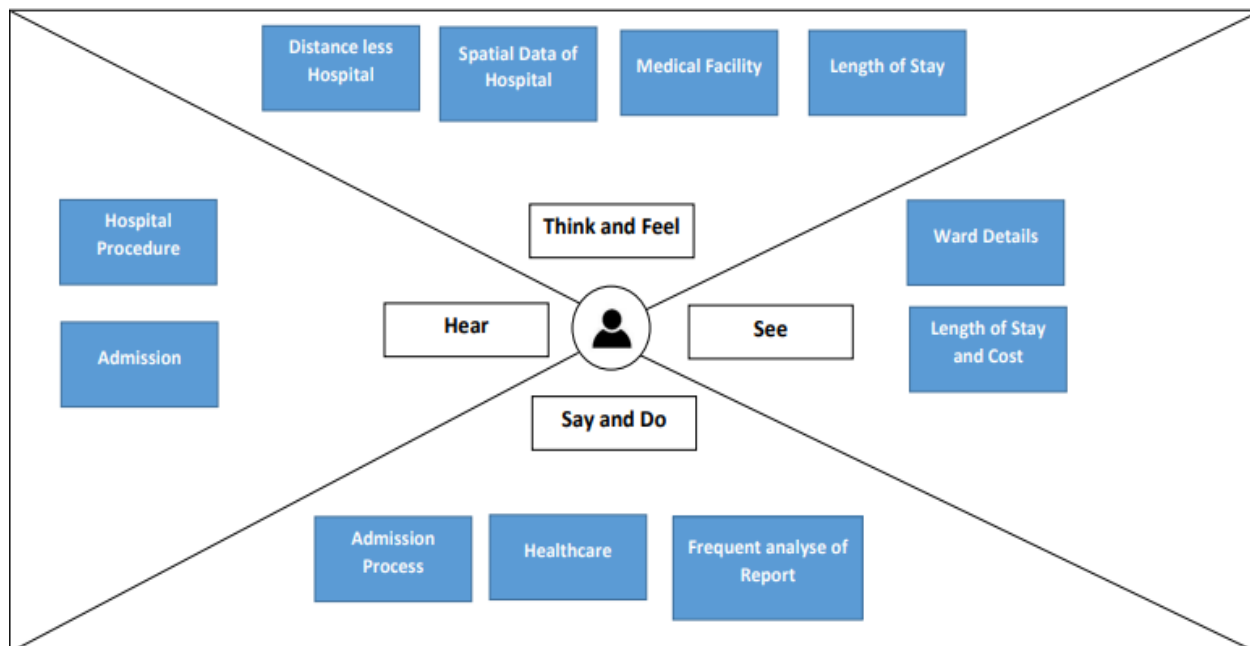 Distance less
Hospital
Spatial Data of
Hospital
Medical Facility
Length of Stay
Hospital
Procedure
Think and Feel
Ward Details
Admission
Hear
See
Length of Stay
and Cost
Say and Do
Admission
Process
Healthcare
Frequent analyse of
Report